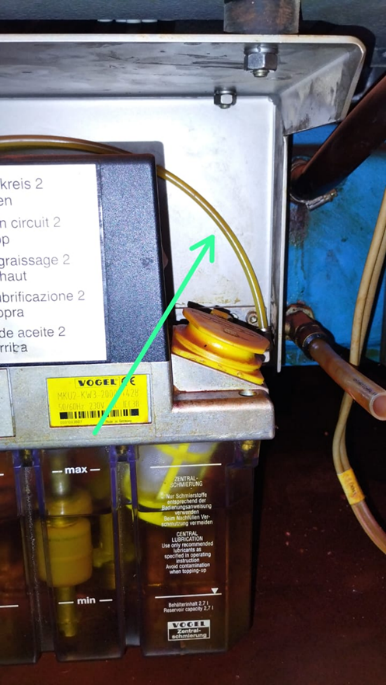 kreis 2
en
n circuit 2
op
graissage 2
haut
ubrificazione 2
opra
de aceite 2
rriba
VOGEL CE
max
min
ZENTRAL-
SCHMIERUNG
Nur Schmierstoffe
entsprechend der
Bedienungsanweisung
verwenden
Beim Nachfüllen Ver-
schmutzung vermeiden
CENTRAL
LUBRICATION
Use only recommended
lubricants as
specified in operating
instruction
Avoid contamination
when topping-up
Behälterinhalt 2,7 l
Reservoir capacity 2,7 l
VOGEL
Zentral-
schmierung